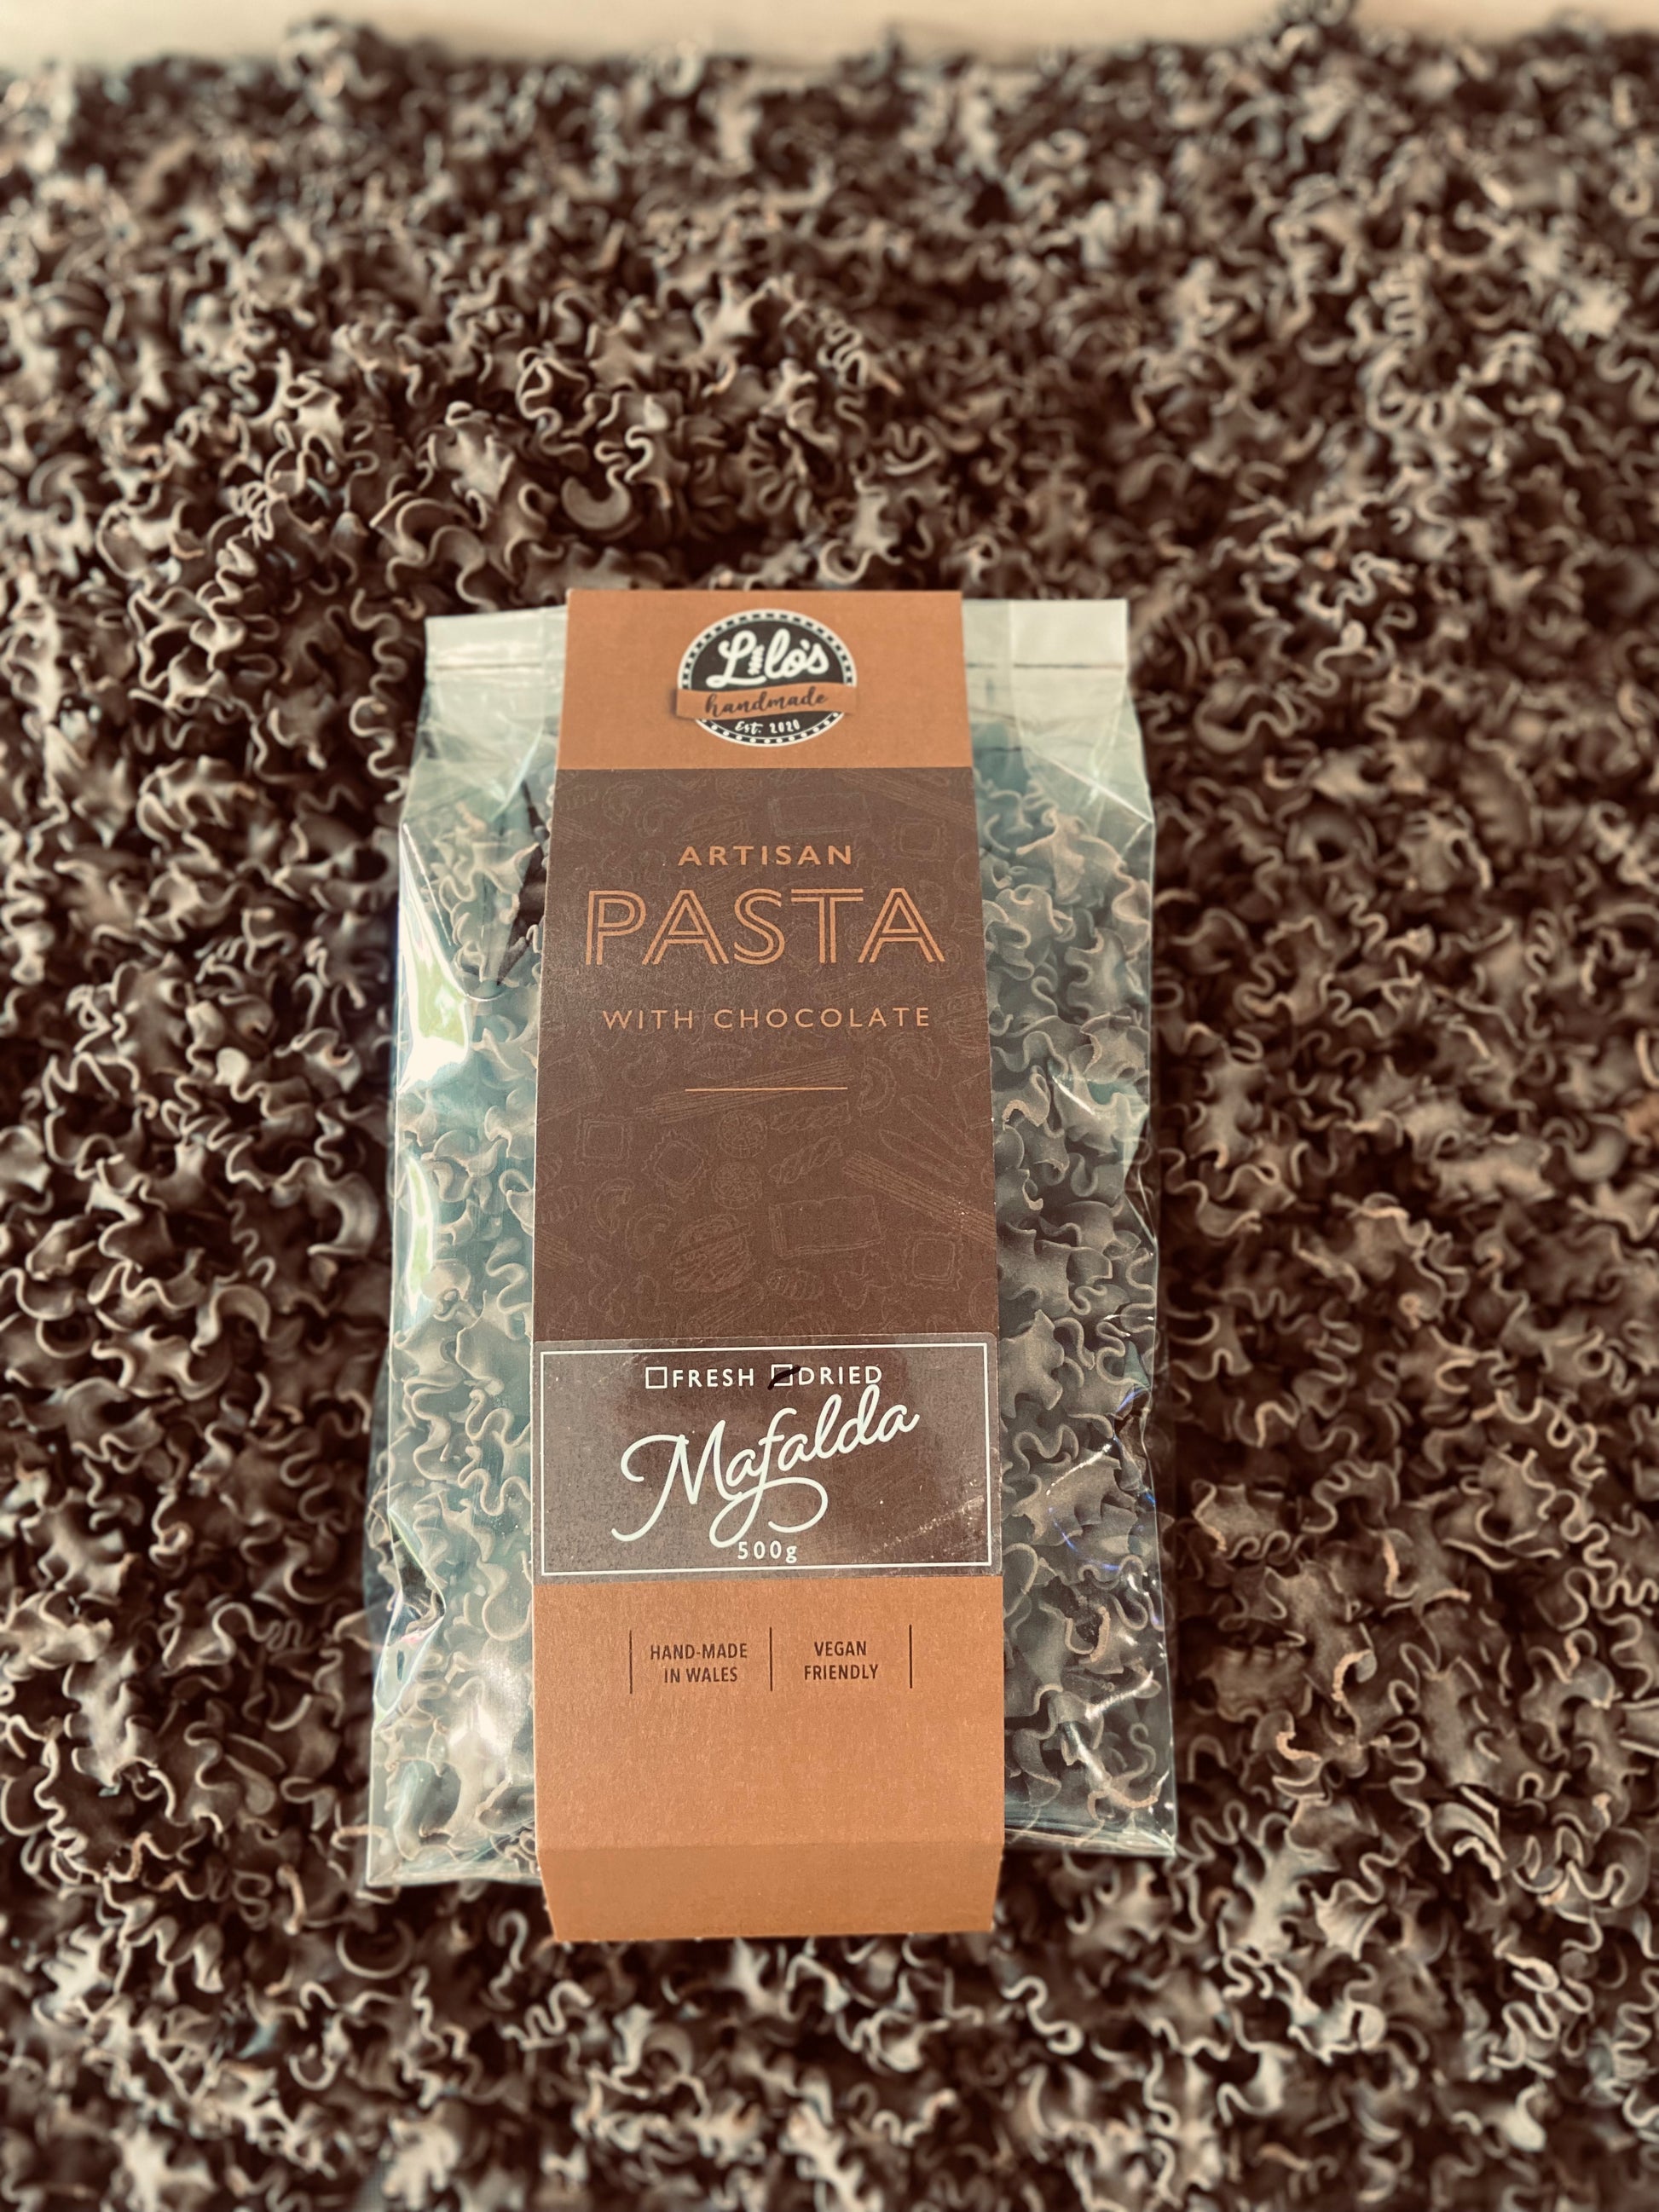 Lilo's
handmade
Est. 2020
ARTISAN
PASTA
WITH CHOCOLATE
FRESH DRIED
Mafalda
500g
HAND-MADE
IN WALES
VEGAN
FRIENDLY